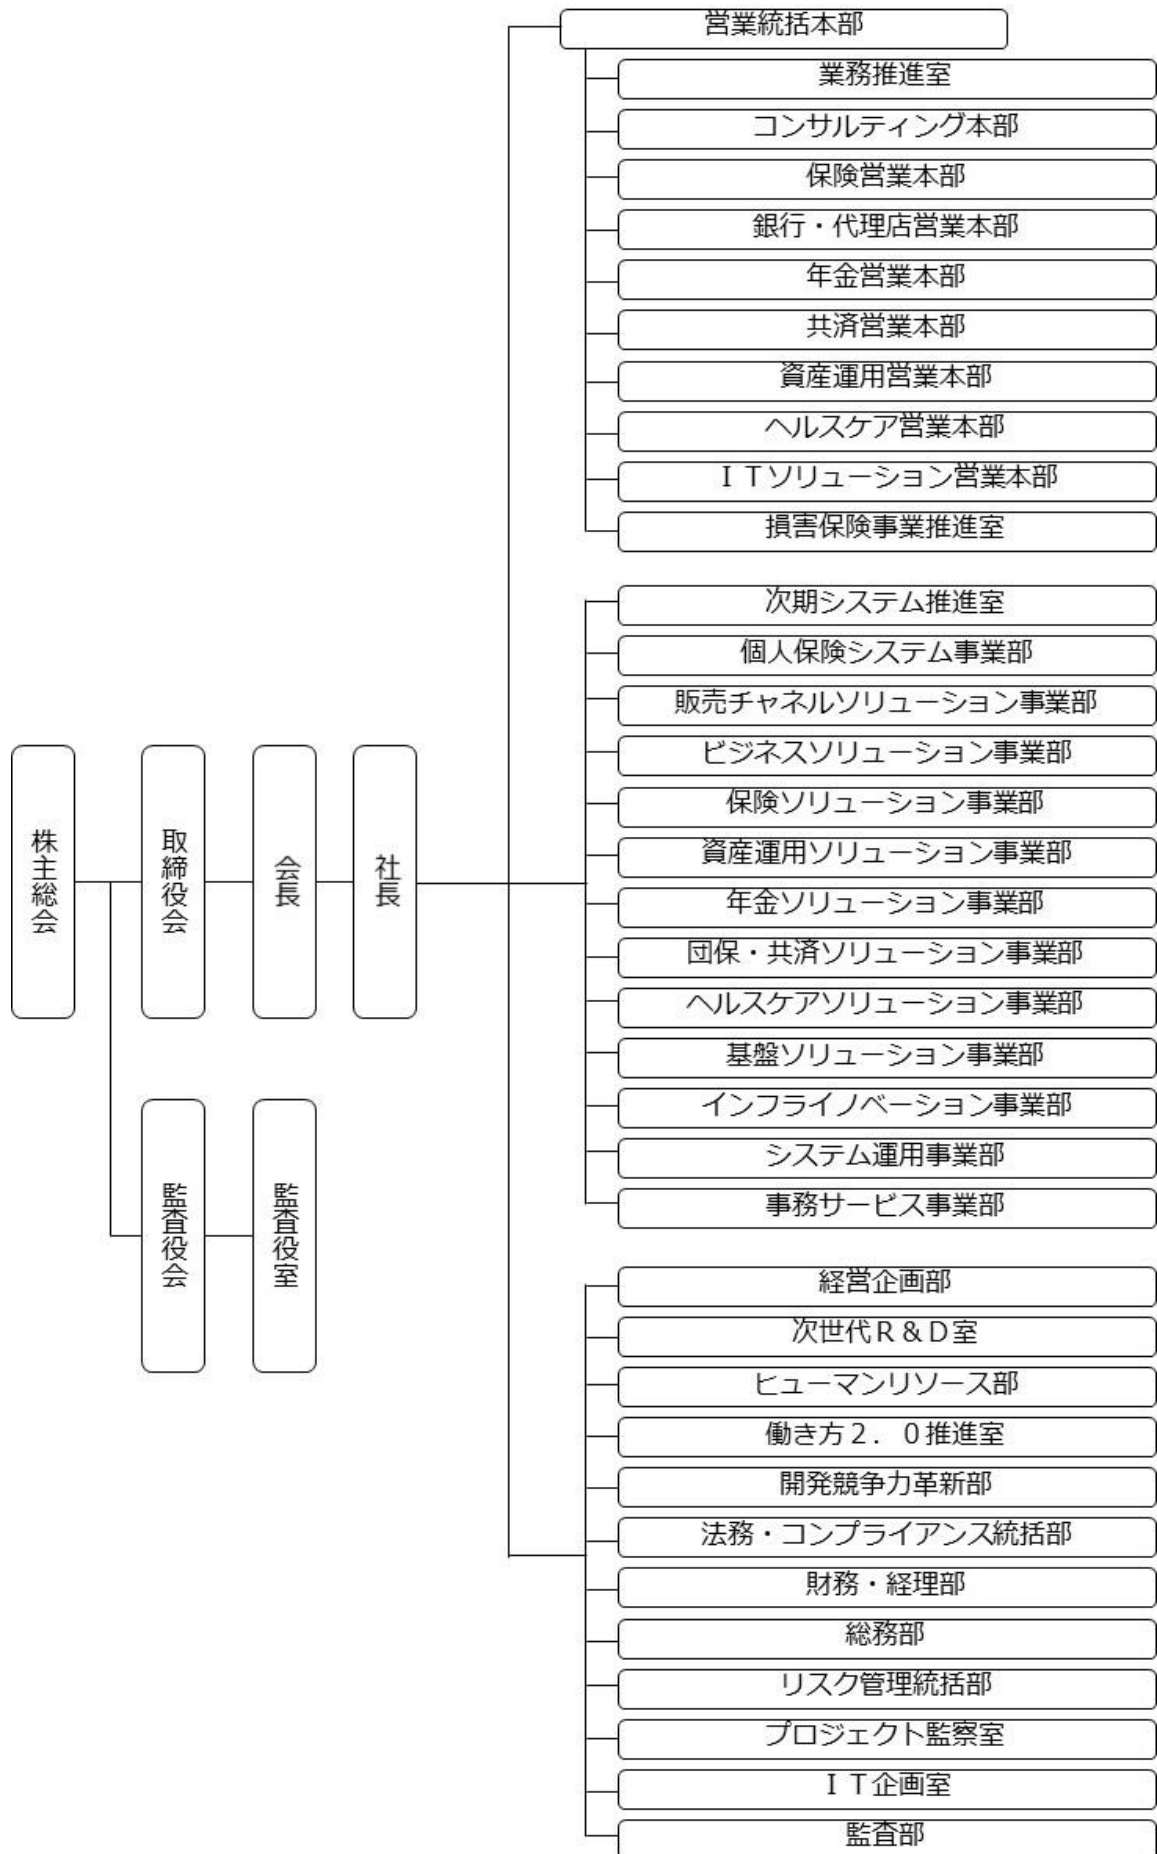 株主総会
取締役会
会長
社長
監査役会
監査役室
営業統括本部
業務推進室
コンサルティング本部
保険営業本部
銀行・代理店営業本部
年金営業本部
共済営業本部
資産運用営業本部
ヘルスケア営業本部
ＩＴソリューション営業本部
損害保険事業推進室
次期システム推進室
個人保険システム事業部
販売チャネルソリューション事業部
ビジネスソリューション事業部
保険ソリューション事業部
資産運用ソリューション事業部
年金ソリューション事業部
団保・共済ソリューション事業部
ヘルスケアソリューション事業部
基盤ソリューション事業部
インフライノベーション事業部
システム運用事業部
事務サービス事業部
経営企画部
次世代Ｒ＆Ｄ室
ヒューマンリソース部
働き方２．０推進室
開発競争力革新部
法務・コンプライアンス統括部
財務・経理部
総務部
リスク管理統括部
プロジェクト監察室
ＩＴ企画室
監査部